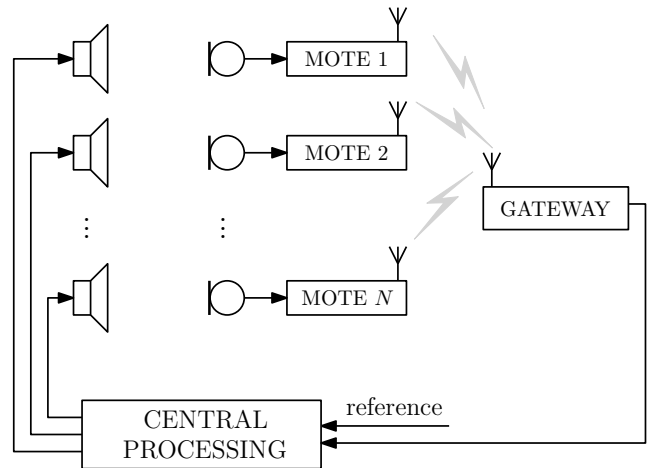 MOTE 1
MOTE 2
GATEWAY
MOTE N
reference
CENTRAL
PROCESSING